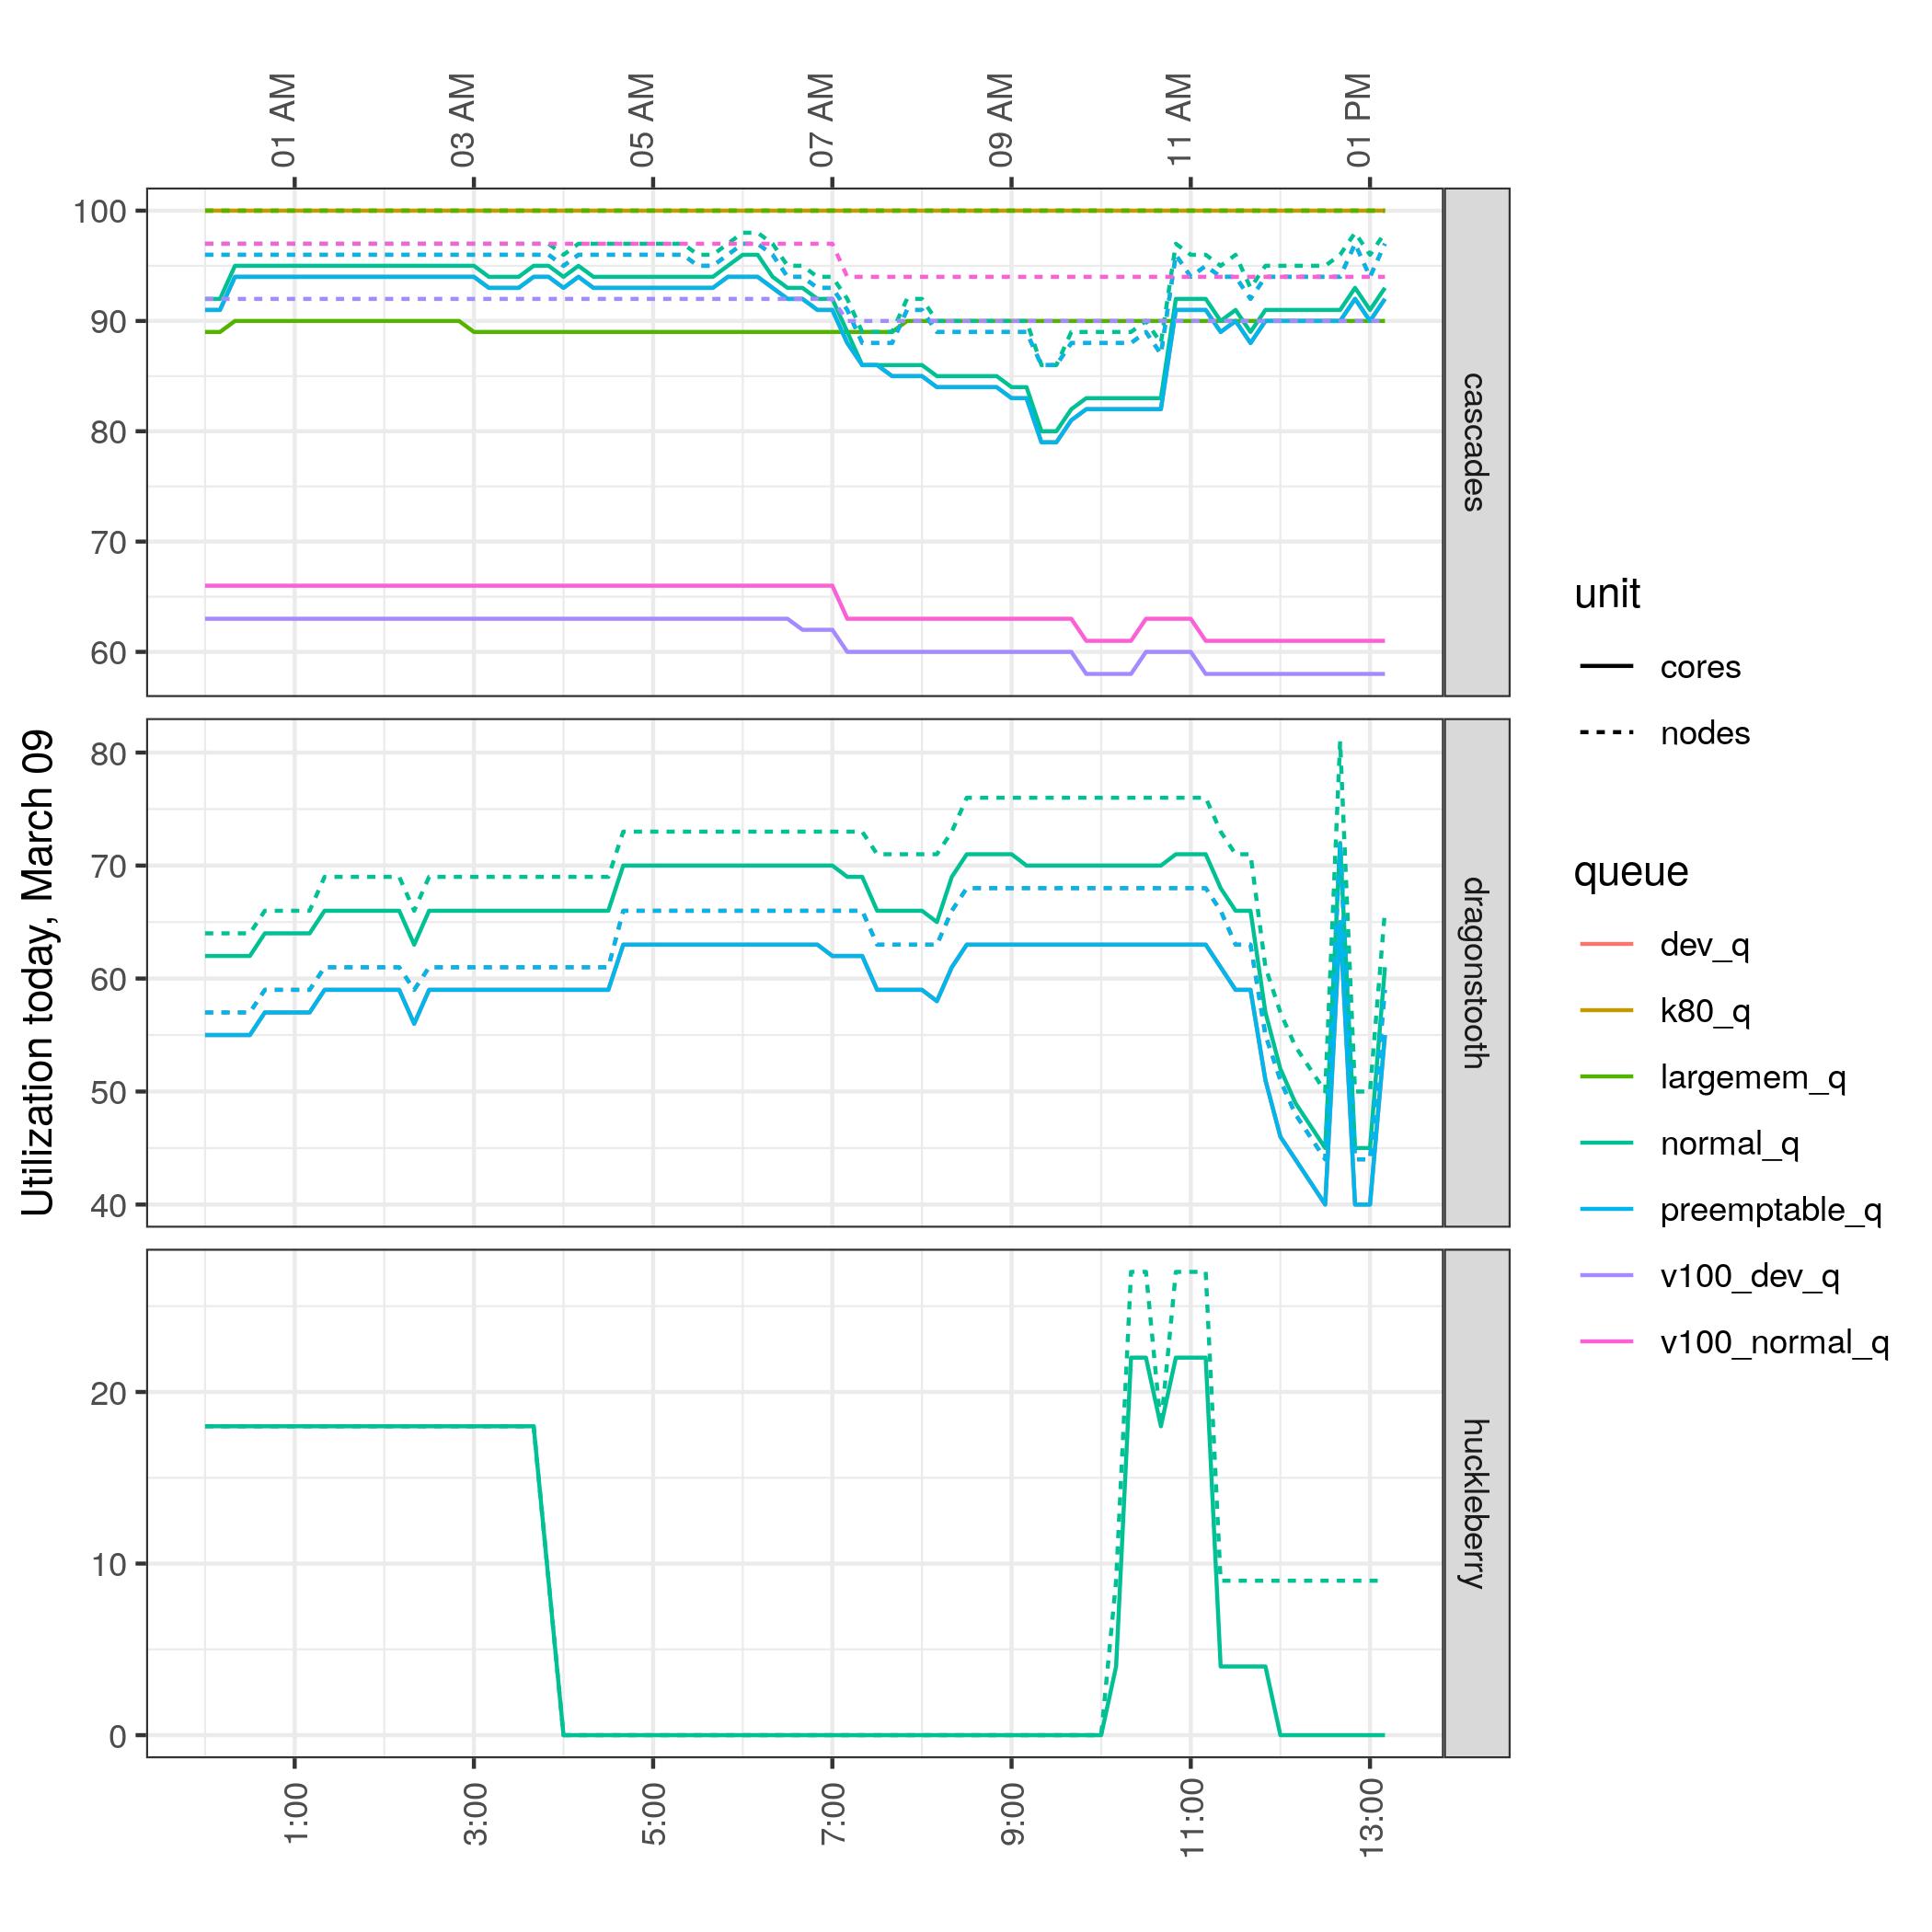 01 AM
03 AM
05 AM
07 AM
09 AM
11 AM
01 PM
Utilization today, March 09
100
90
80
70
60
cascades
80
70
60
50
40
dragonstooth
20
10
0
huckleberry
1:00
3:00
5:00
7:00
9:00
11:00
13:00
unit
cores
nodes
queue
dev_q
k80_q
largemem_q
normal_q
preemptable_q
v100_dev_q
v100_normal_q